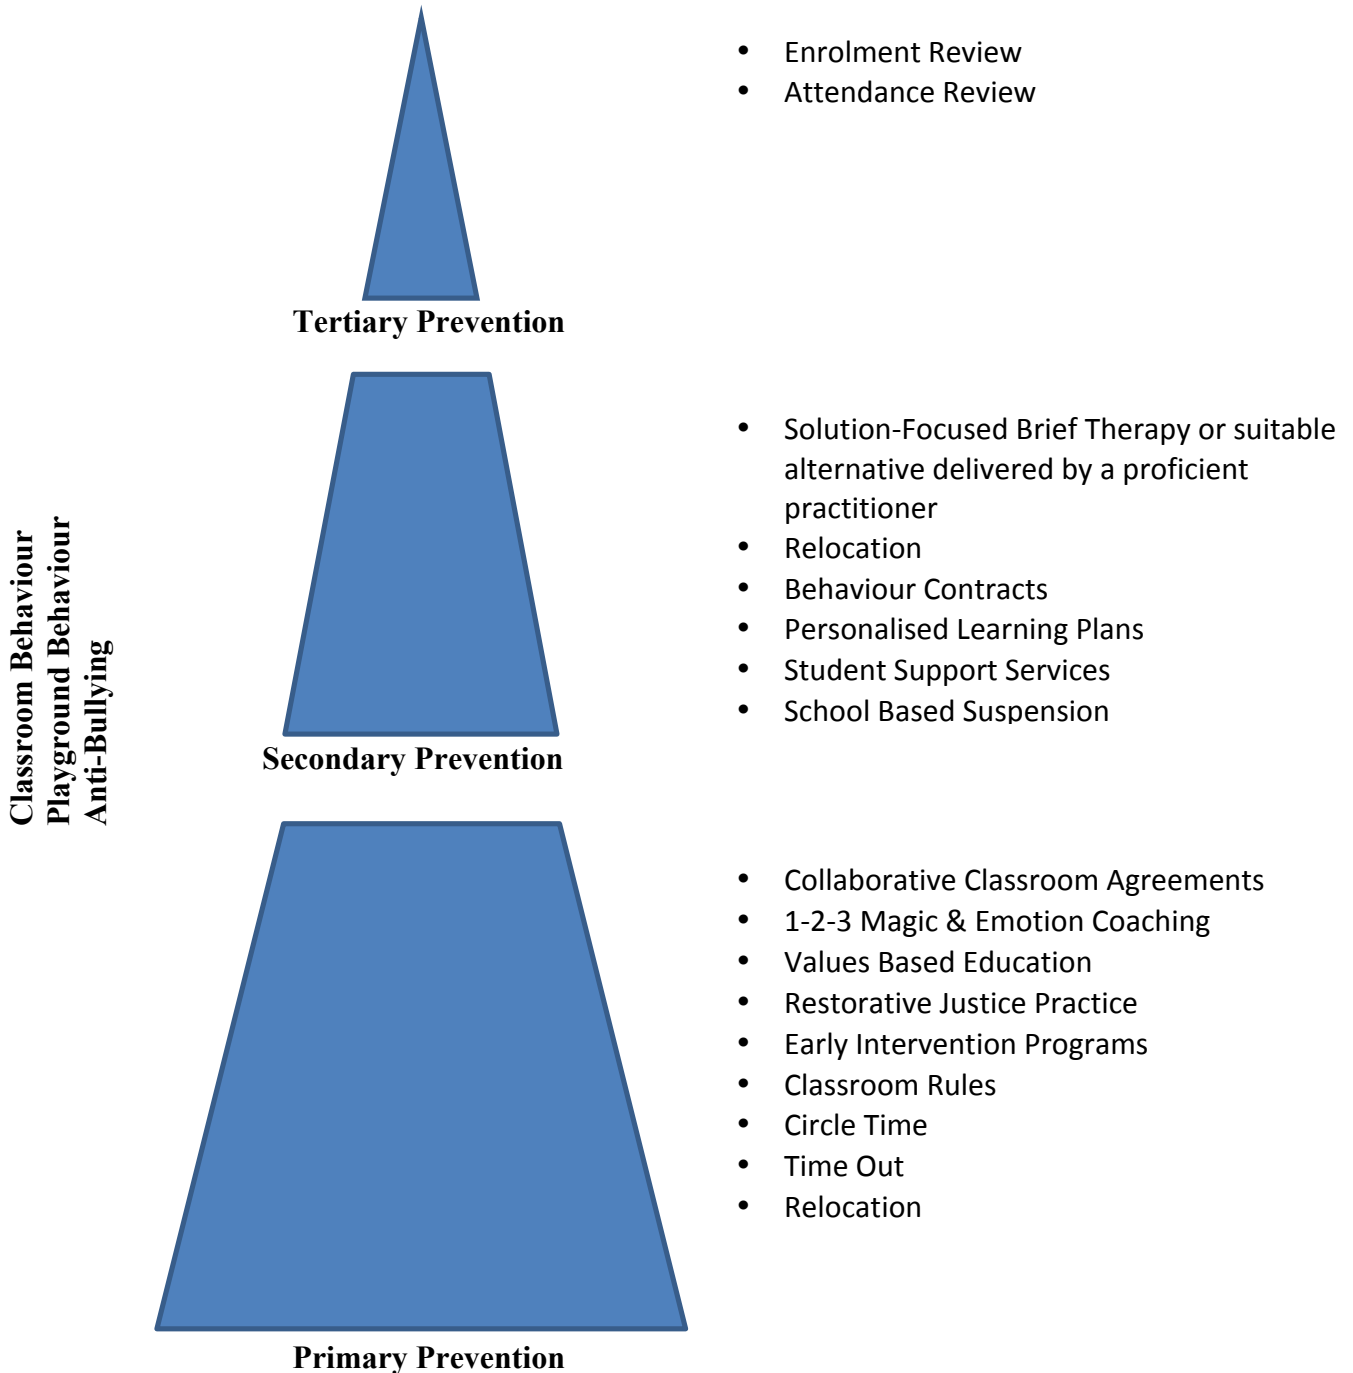 • Enrolment Review
• Attendance Review
Tertiary Prevention
• Solution-Focused Brief Therapy or suitable
alternative delivered by a proficient
practitioner
• Relocation
• Behaviour Contracts
• Personalised Learning Plans
• Student Support Services
• School Based Suspension
Secondary Prevention
Classroom Behaviour
Playground Behaviour
Anti-Bullying
• Collaborative Classroom Agreements
• 1-2-3 Magic & Emotion Coaching
• Values Based Education
• Restorative Justice Practice
• Early Intervention Programs
• Classroom Rules
• Circle Time
• Time Out
• Relocation
Primary Prevention